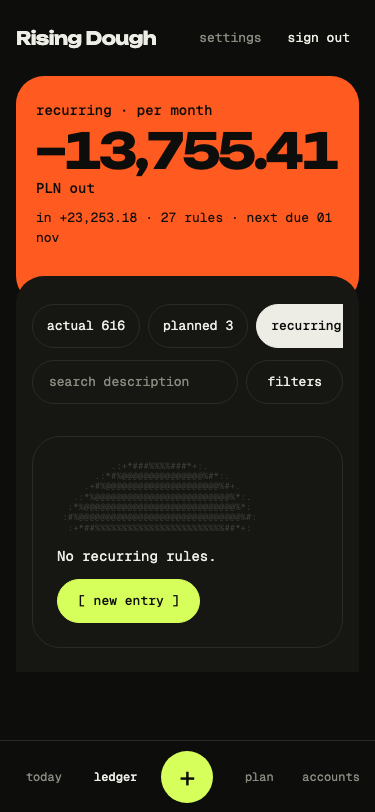 Rising Dough
settings
sign out
recurring · per month
−13,755.41
PLN out
in +23,253.18 · 27 rules · next due 01
nov
actual 616
planned 3
recurring
search description
filters
No recurring rules.
[ new entry ]
today
ledger
+
plan
accounts